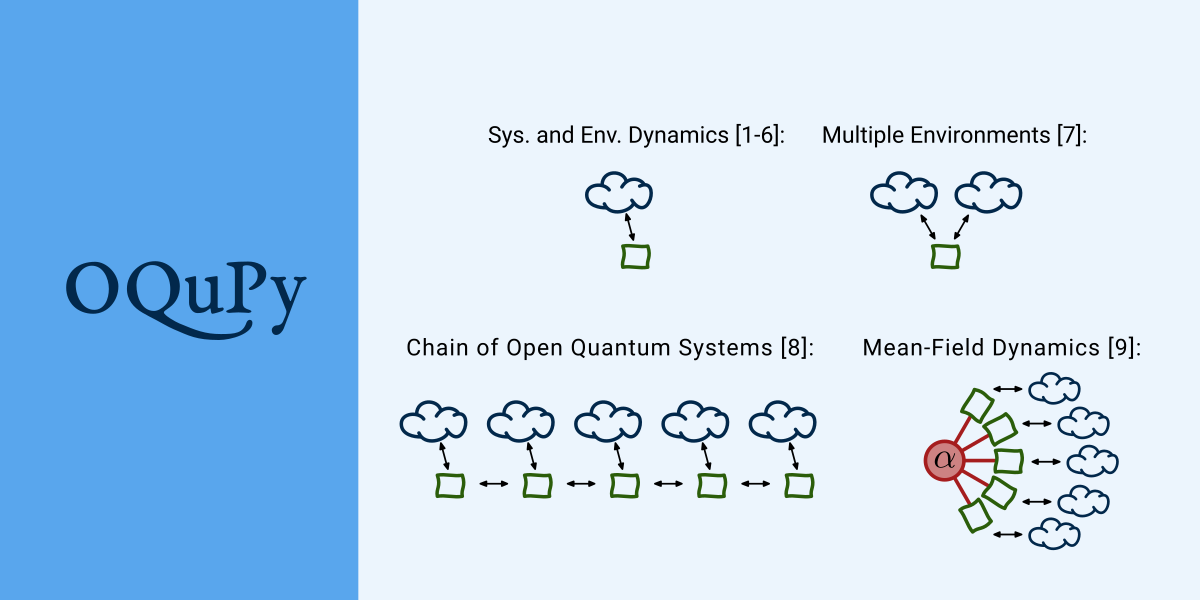 OQuPy
Sys. and Env. Dynamics [1-6]:
Multiple Environments [7]:
Chain of Open Quantum Systems [8]:
Mean-Field Dynamics [9]:
α